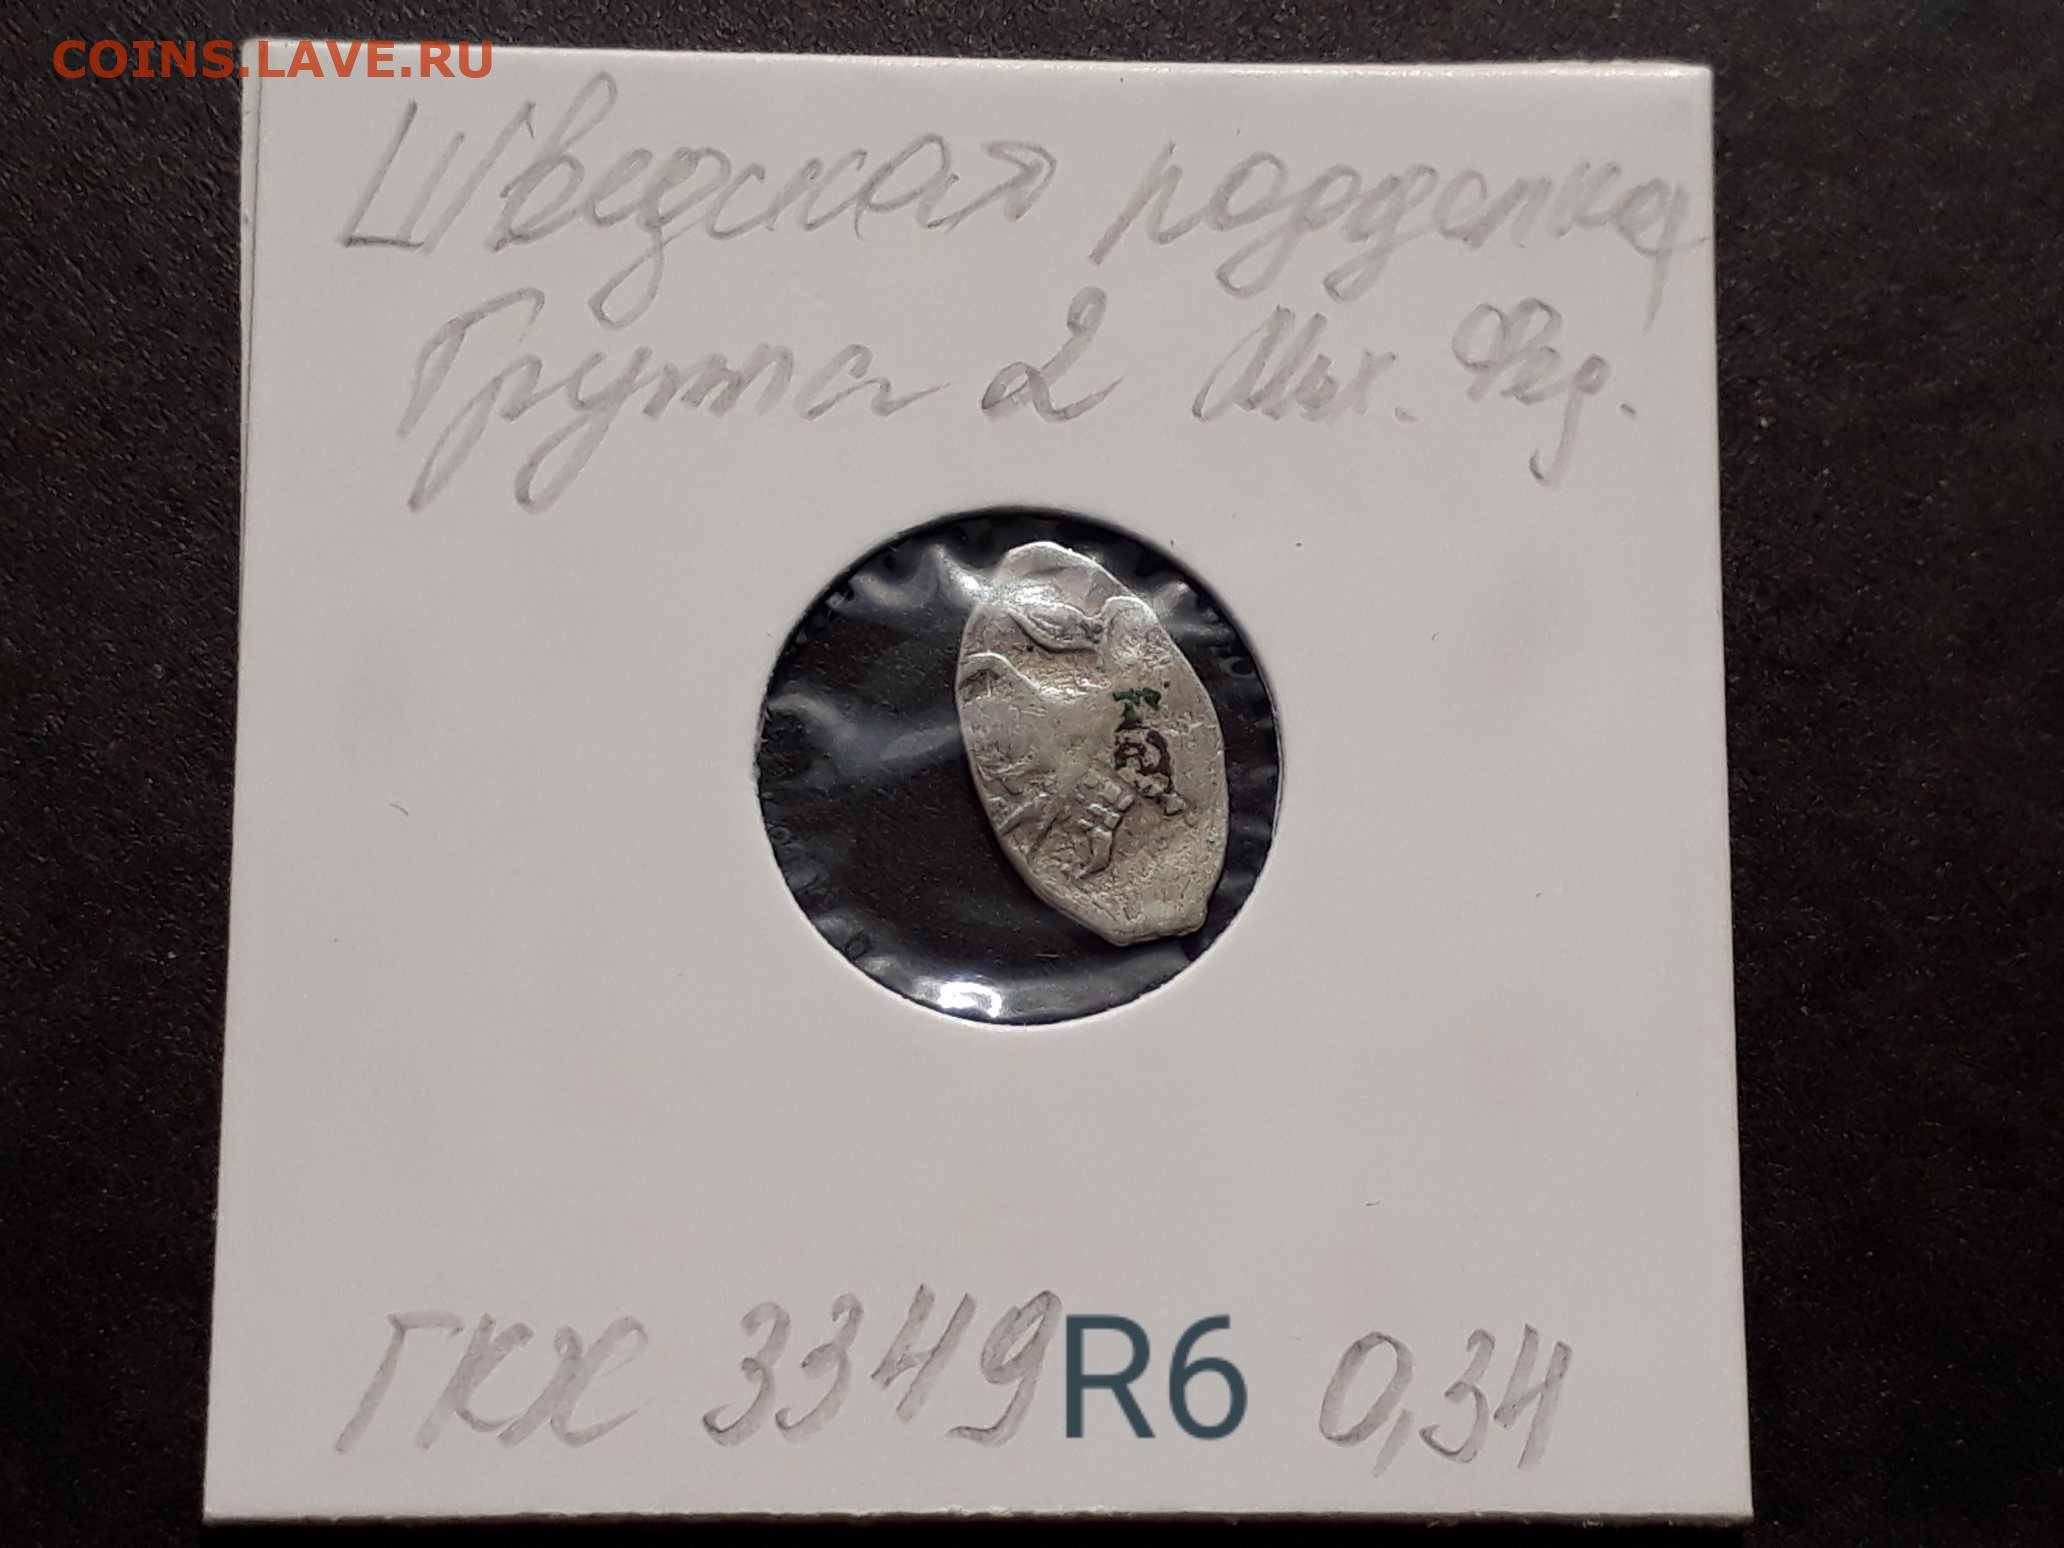 COINS.LAVE.RU
Шведская подделка
Группа 2 Мих. Фед.
ГКХ 3349 R6 0,34